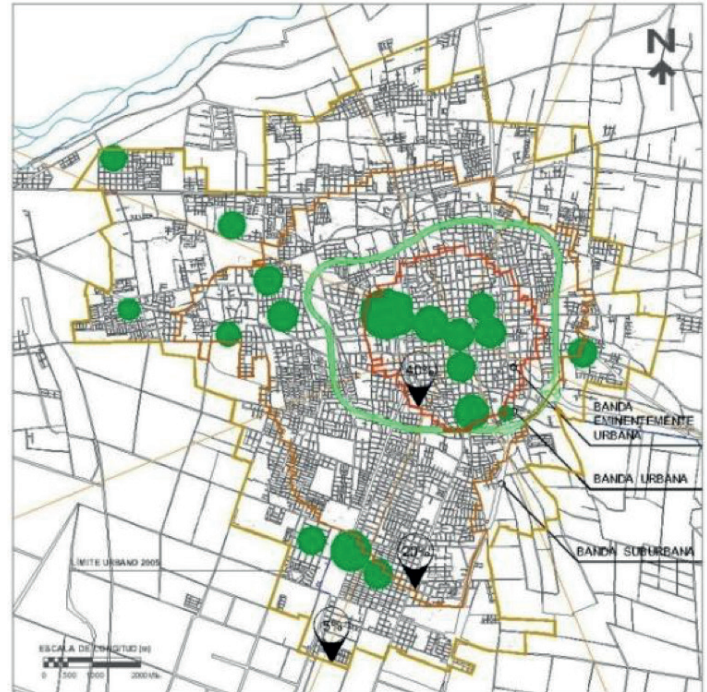 N
40%
BANDA
EMINENTEMENTE
URBANA
BANDA URBANA
BANDA SUBURBANA
20%
LÍMITE URBANO 2005
5%
ESCALA DE LONGITUD (m)
0 500 1000 2000